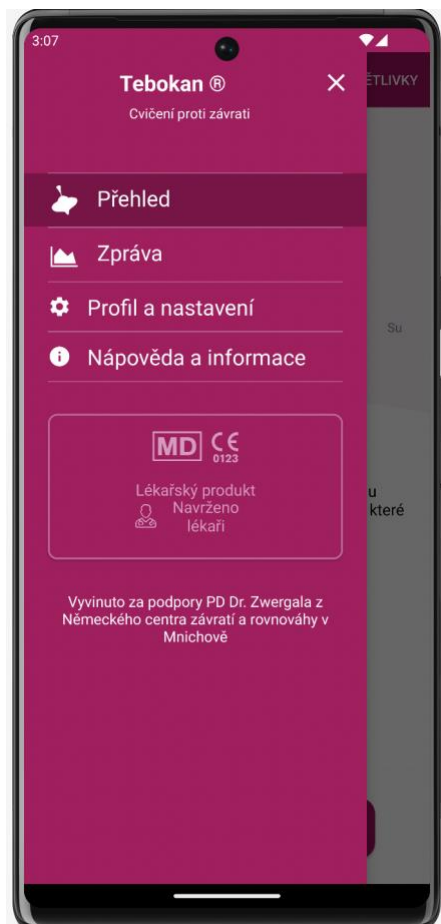 3:07
Tebokan ®
Cvičení proti závrati
ĚTLIVKY
Přehled
Zpráva
Profil a nastavení
Su
Nápověda a informace
MD CE
0123
Lékařský produkt
Navrženo
lékaři
u
které
Vyvinuto za podpory PD Dr. Zwergala z
Německého centra závratí a rovnováhy v
Mnichově